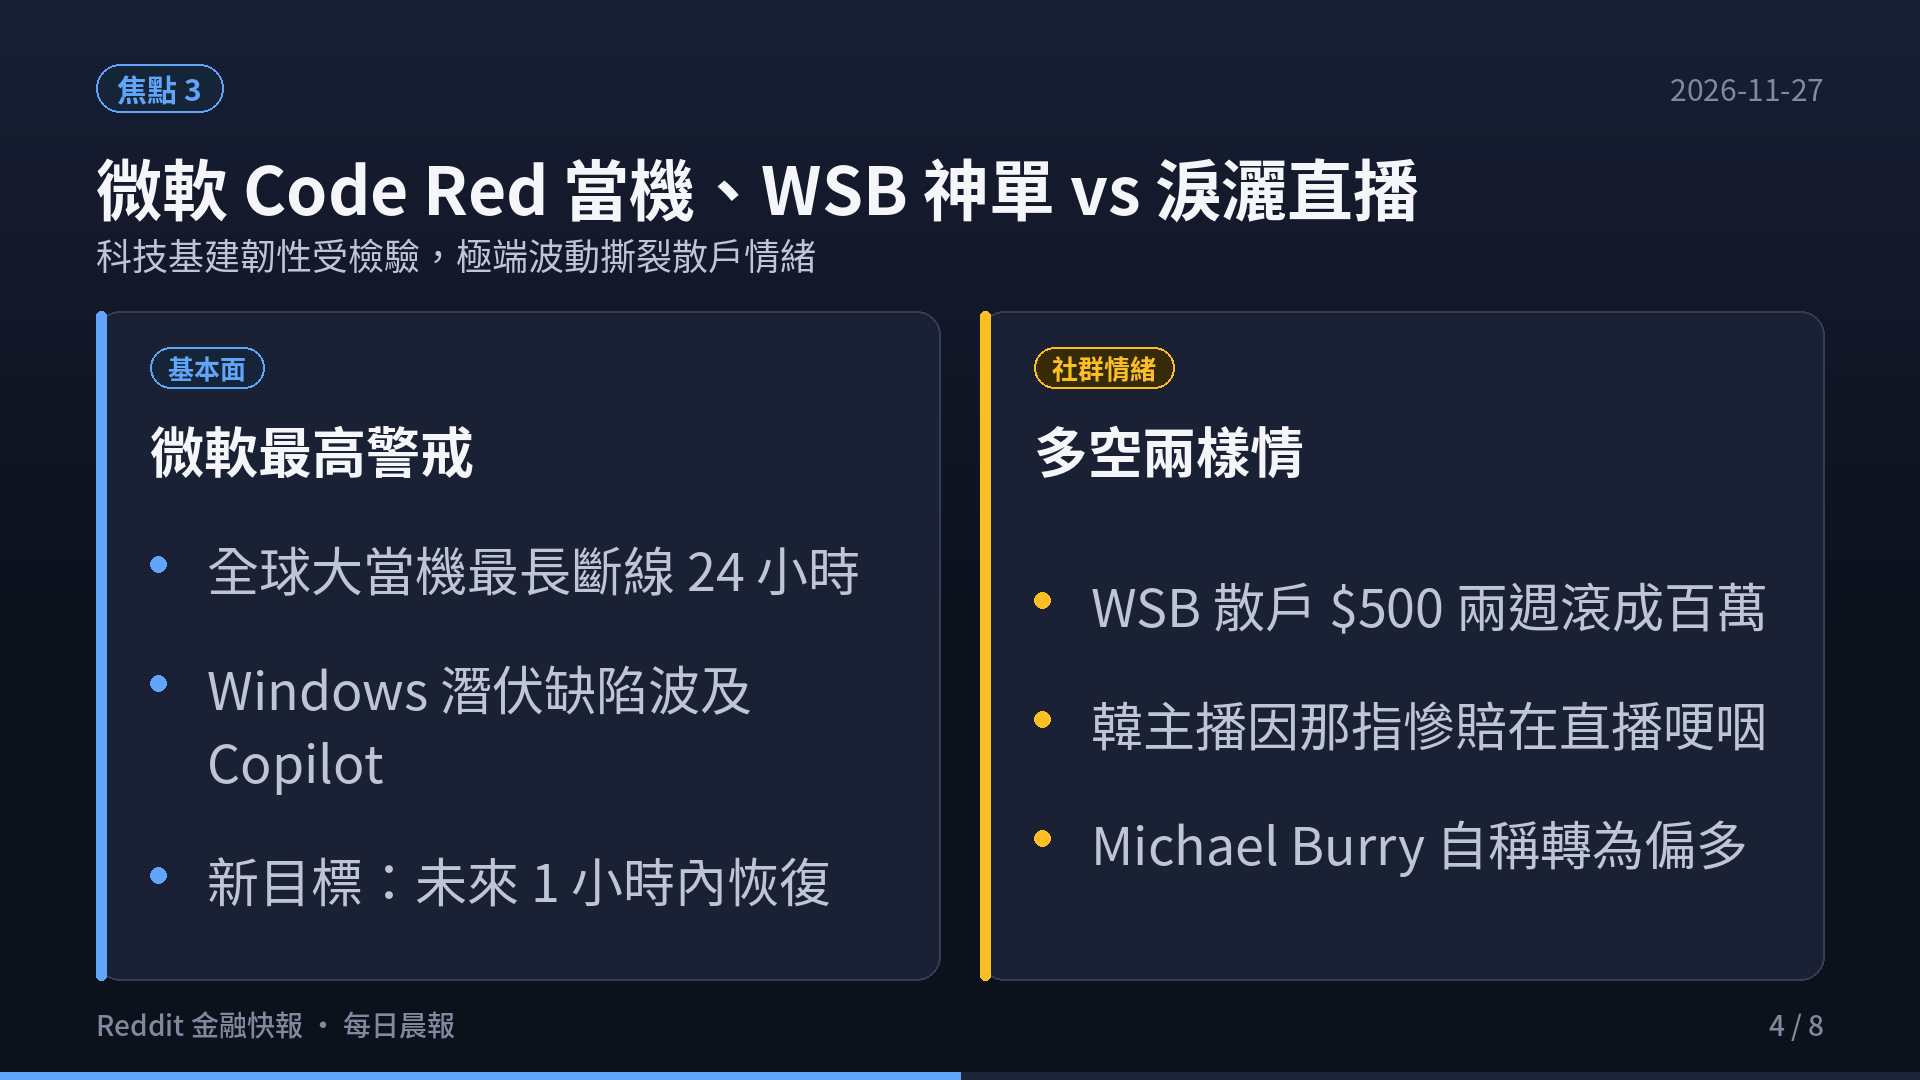 焦點 3
2026-11-27
微軟 Code Red 當機、WSB 神單 vs 淚灑直播
科技基建韌性受檢驗，極端波動撕裂散戶情緒
基本面
微軟最高警戒
全球大當機最長斷線 24 小時
Windows 潛伏缺陷波及
Copilot
新目標：未來 1 小時內恢復
社群情緒
多空兩樣情
WSB 散戶 $500 兩週滾成百萬
韓主播因那指慘賠在直播哽咽
Michael Burry 自稱轉為偏多
Reddit 金融快報 · 每日晨報
4 / 8